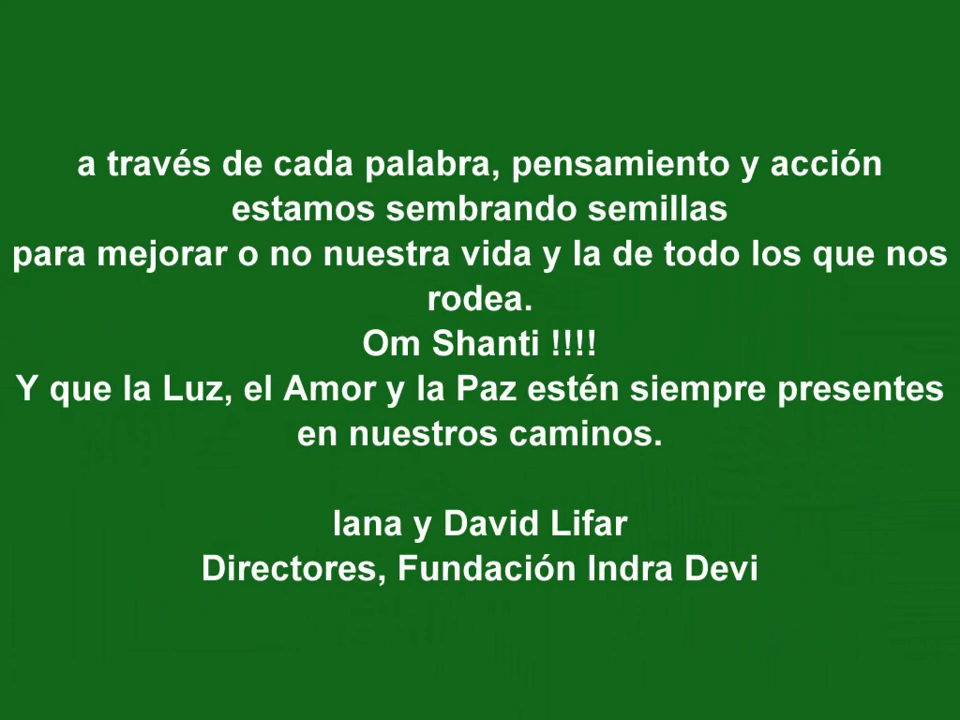 a través de cada palabra, pensamiento y acción
estamos sembrando semillas
para mejorar o no nuestra vida y la de todo los que nos
rodea.
Om Shanti !!!!
Y que la Luz, el Amor y la Paz estén siempre presentes
en nuestros caminos.
Iana y David Lifar
Directores, Fundación Indra Devi